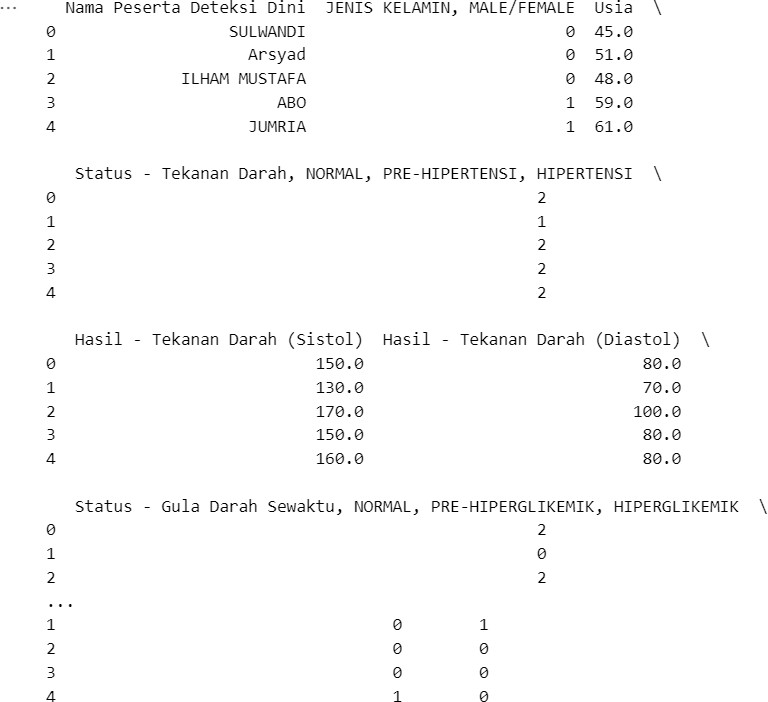 ... Nama Peserta Deteksi Dini JENIS KELAMIN, MALE/FEMALE Usia \
0 SULWANDI 0 45.0
1 Arsyad 0 51.0
2 ILHAM MUSTAFA 0 48.0
3 ABO 1 59.0
4 JUMRIA 1 61.0
Status - Tekanan Darah, NORMAL, PRE-HIPERTENSI, HIPERTENSI \
0 2
1 1
2 2
3 2
4 2
Hasil - Tekanan Darah (Sistol) Hasil - Tekanan Darah (Diastol) \
0 150.0 80.0
1 130.0 70.0
2 170.0 100.0
3 150.0 80.0
4 160.0 80.0
Status - Gula Darah Sewaktu, NORMAL, PRE-HIPERGLIKEMIK, HIPERGLIKEMIK \
0 2
1 0
2 2
...
1 0 1
2 0 0
3 0 0
4 1 0